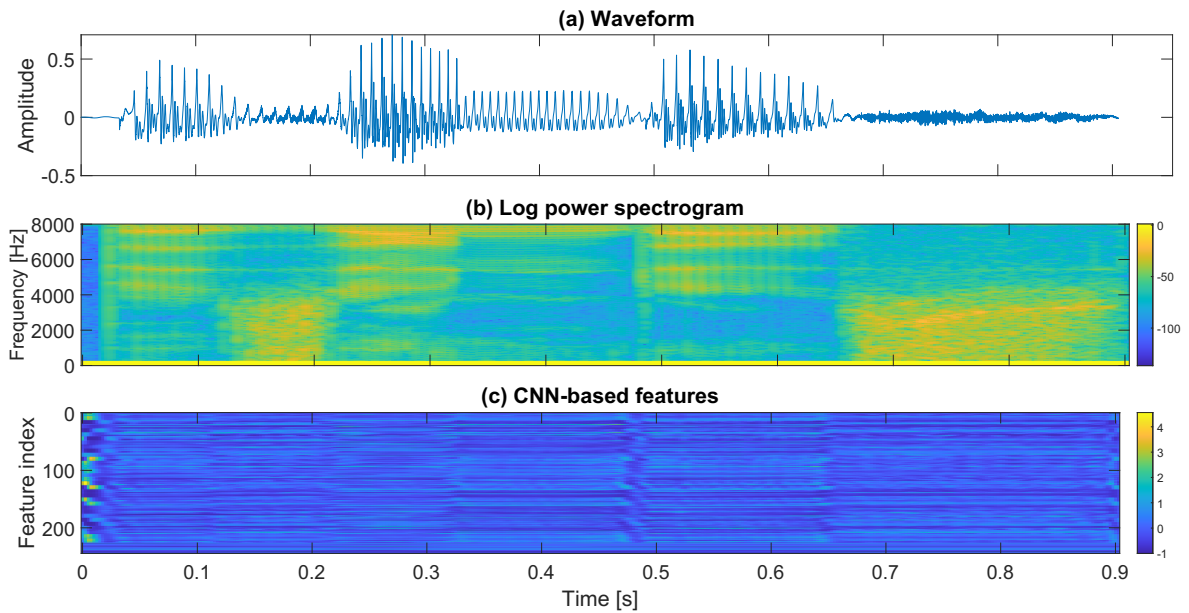 (a) Waveform
Amplitude
0.5
0
-0.5
(b) Log power spectrogram
Frequency [Hz]
8000
6000
4000
2000
0
0
-50
-100
(c) CNN-based features
Feature index
0
100
200
4
3
2
1
0
-1
0 0.1 0.2 0.3 0.4 0.5 0.6 0.7 0.8 0.9
Time [s]